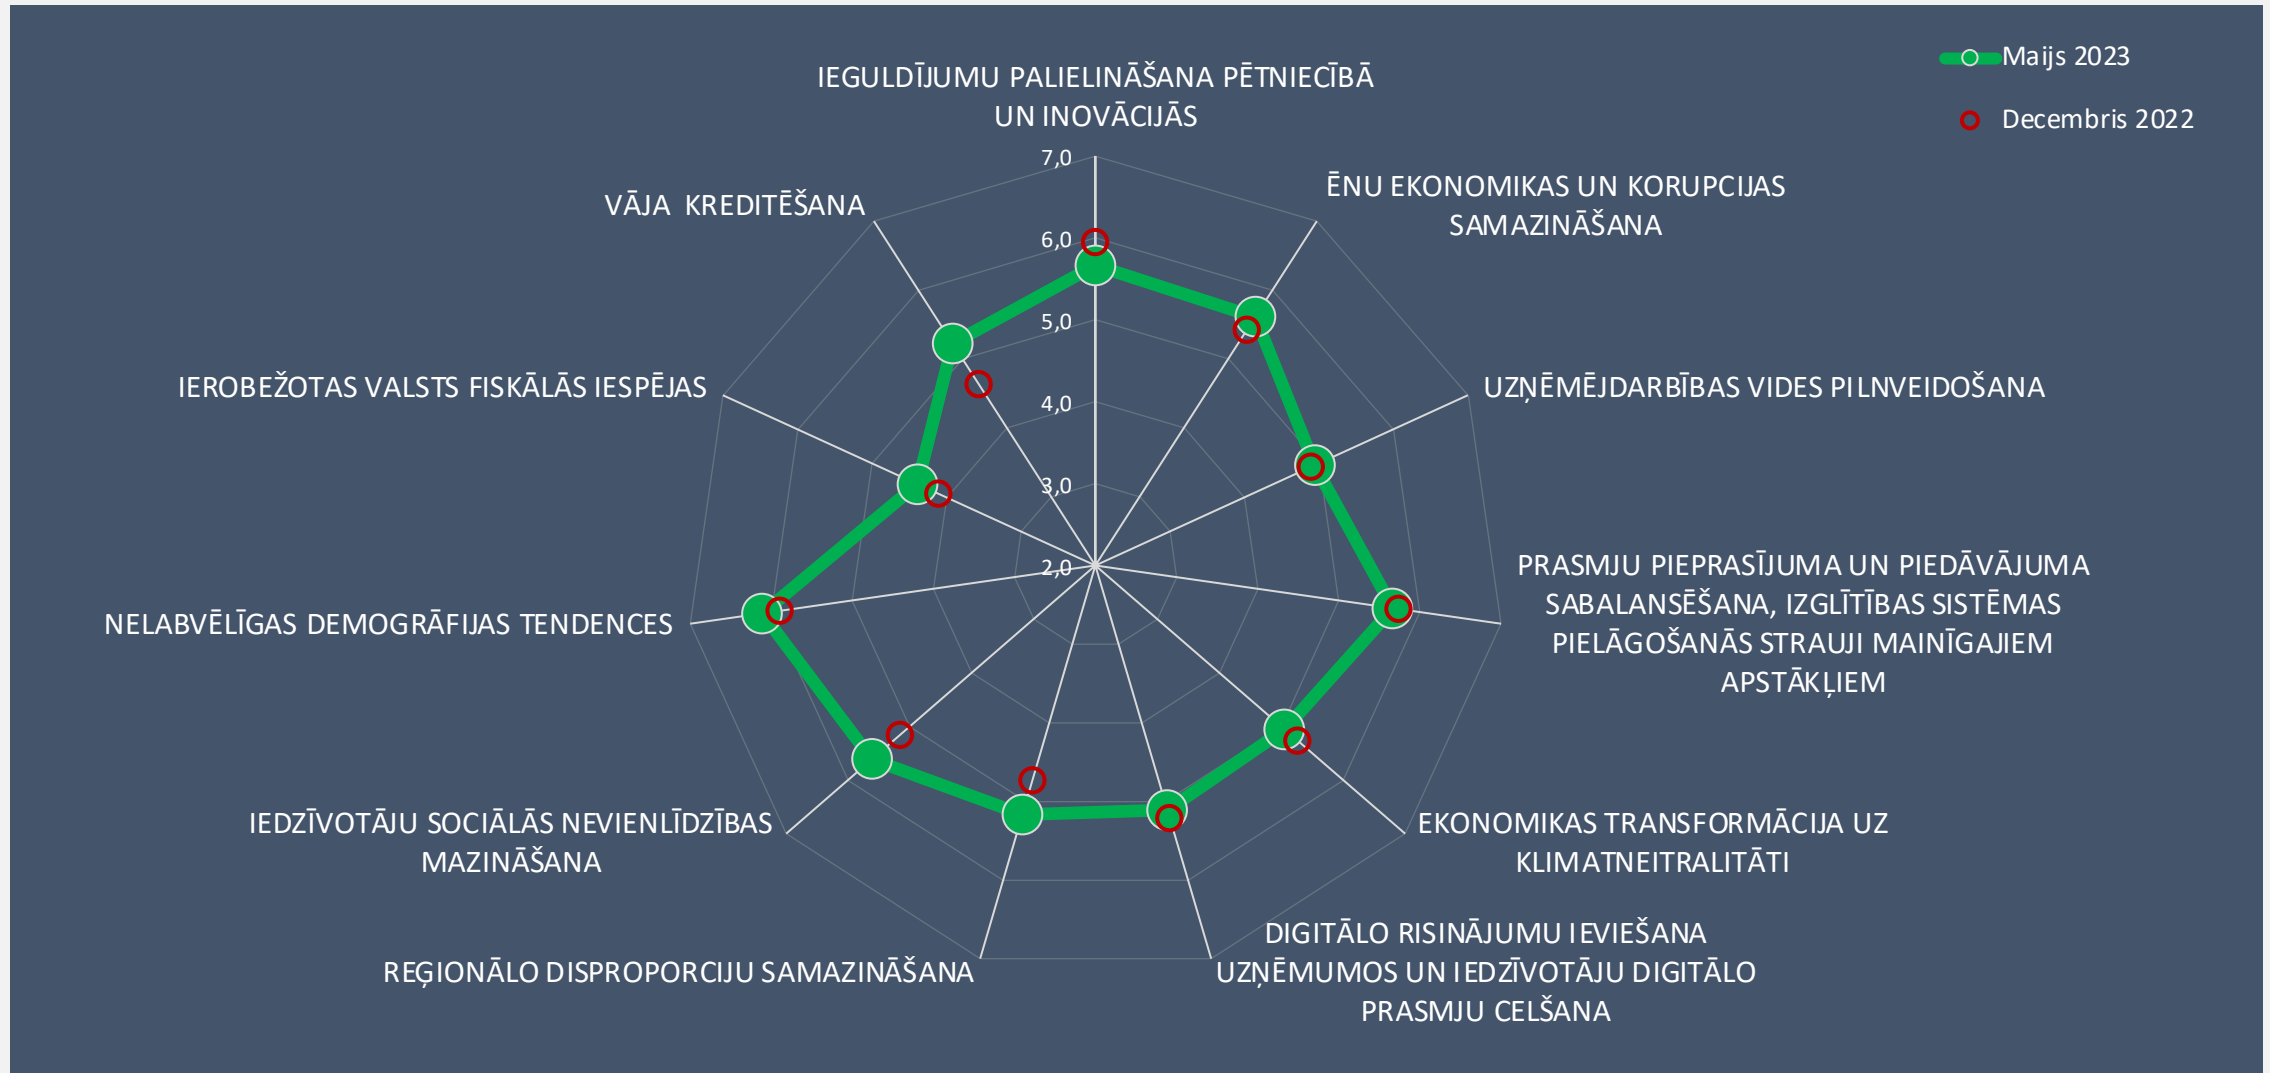 Maijs 2023
Decembris 2022
IEGULDĪJUMU PALIELINĀŠANA PĒTNIECĪBĀ
UN INOVĀCIJĀS
ĒNU EKONOMIKAS UN KORUPCIJAS
SAMAZINĀŠANA
UZŅĒMĒJDARBĪBAS VIDES PILNVEIDOŠANA
PRASMJU PIEPRASĪJUMA UN PIEDĀVĀJUMA
SABALANSĒŠANA, IZGLĪTĪBAS SISTĒMAS
PIELĀGOŠANĀS STRAUJI MAINĪGAJIEM
APSTĀKĻIEM
EKONOMIKAS TRANSFORMĀCIJA UZ
KLIMATNEITRALITĀTI
DIGITĀLO RISINĀJUMU IEVIEŠANA
UZŅĒMUMOS UN IEDZĪVOTĀJU DIGITĀLO
PRASMJU CELŠANA
REĢIONĀLO DISPROPORCIJU SAMAZINĀŠANA
IEDZĪVOTĀJU SOCIĀLĀS NEVIENLĪDZĪBAS
MAZINĀŠANA
NELABVĒLĪGAS DEMOGRĀFIJAS TENDENCES
IEROBEŽOTAS VALSTS FISKĀLĀS IESPĒJAS
VĀJA KREDITĒŠANA
7,0
6,0
5,0
4,0
3,0
2,0